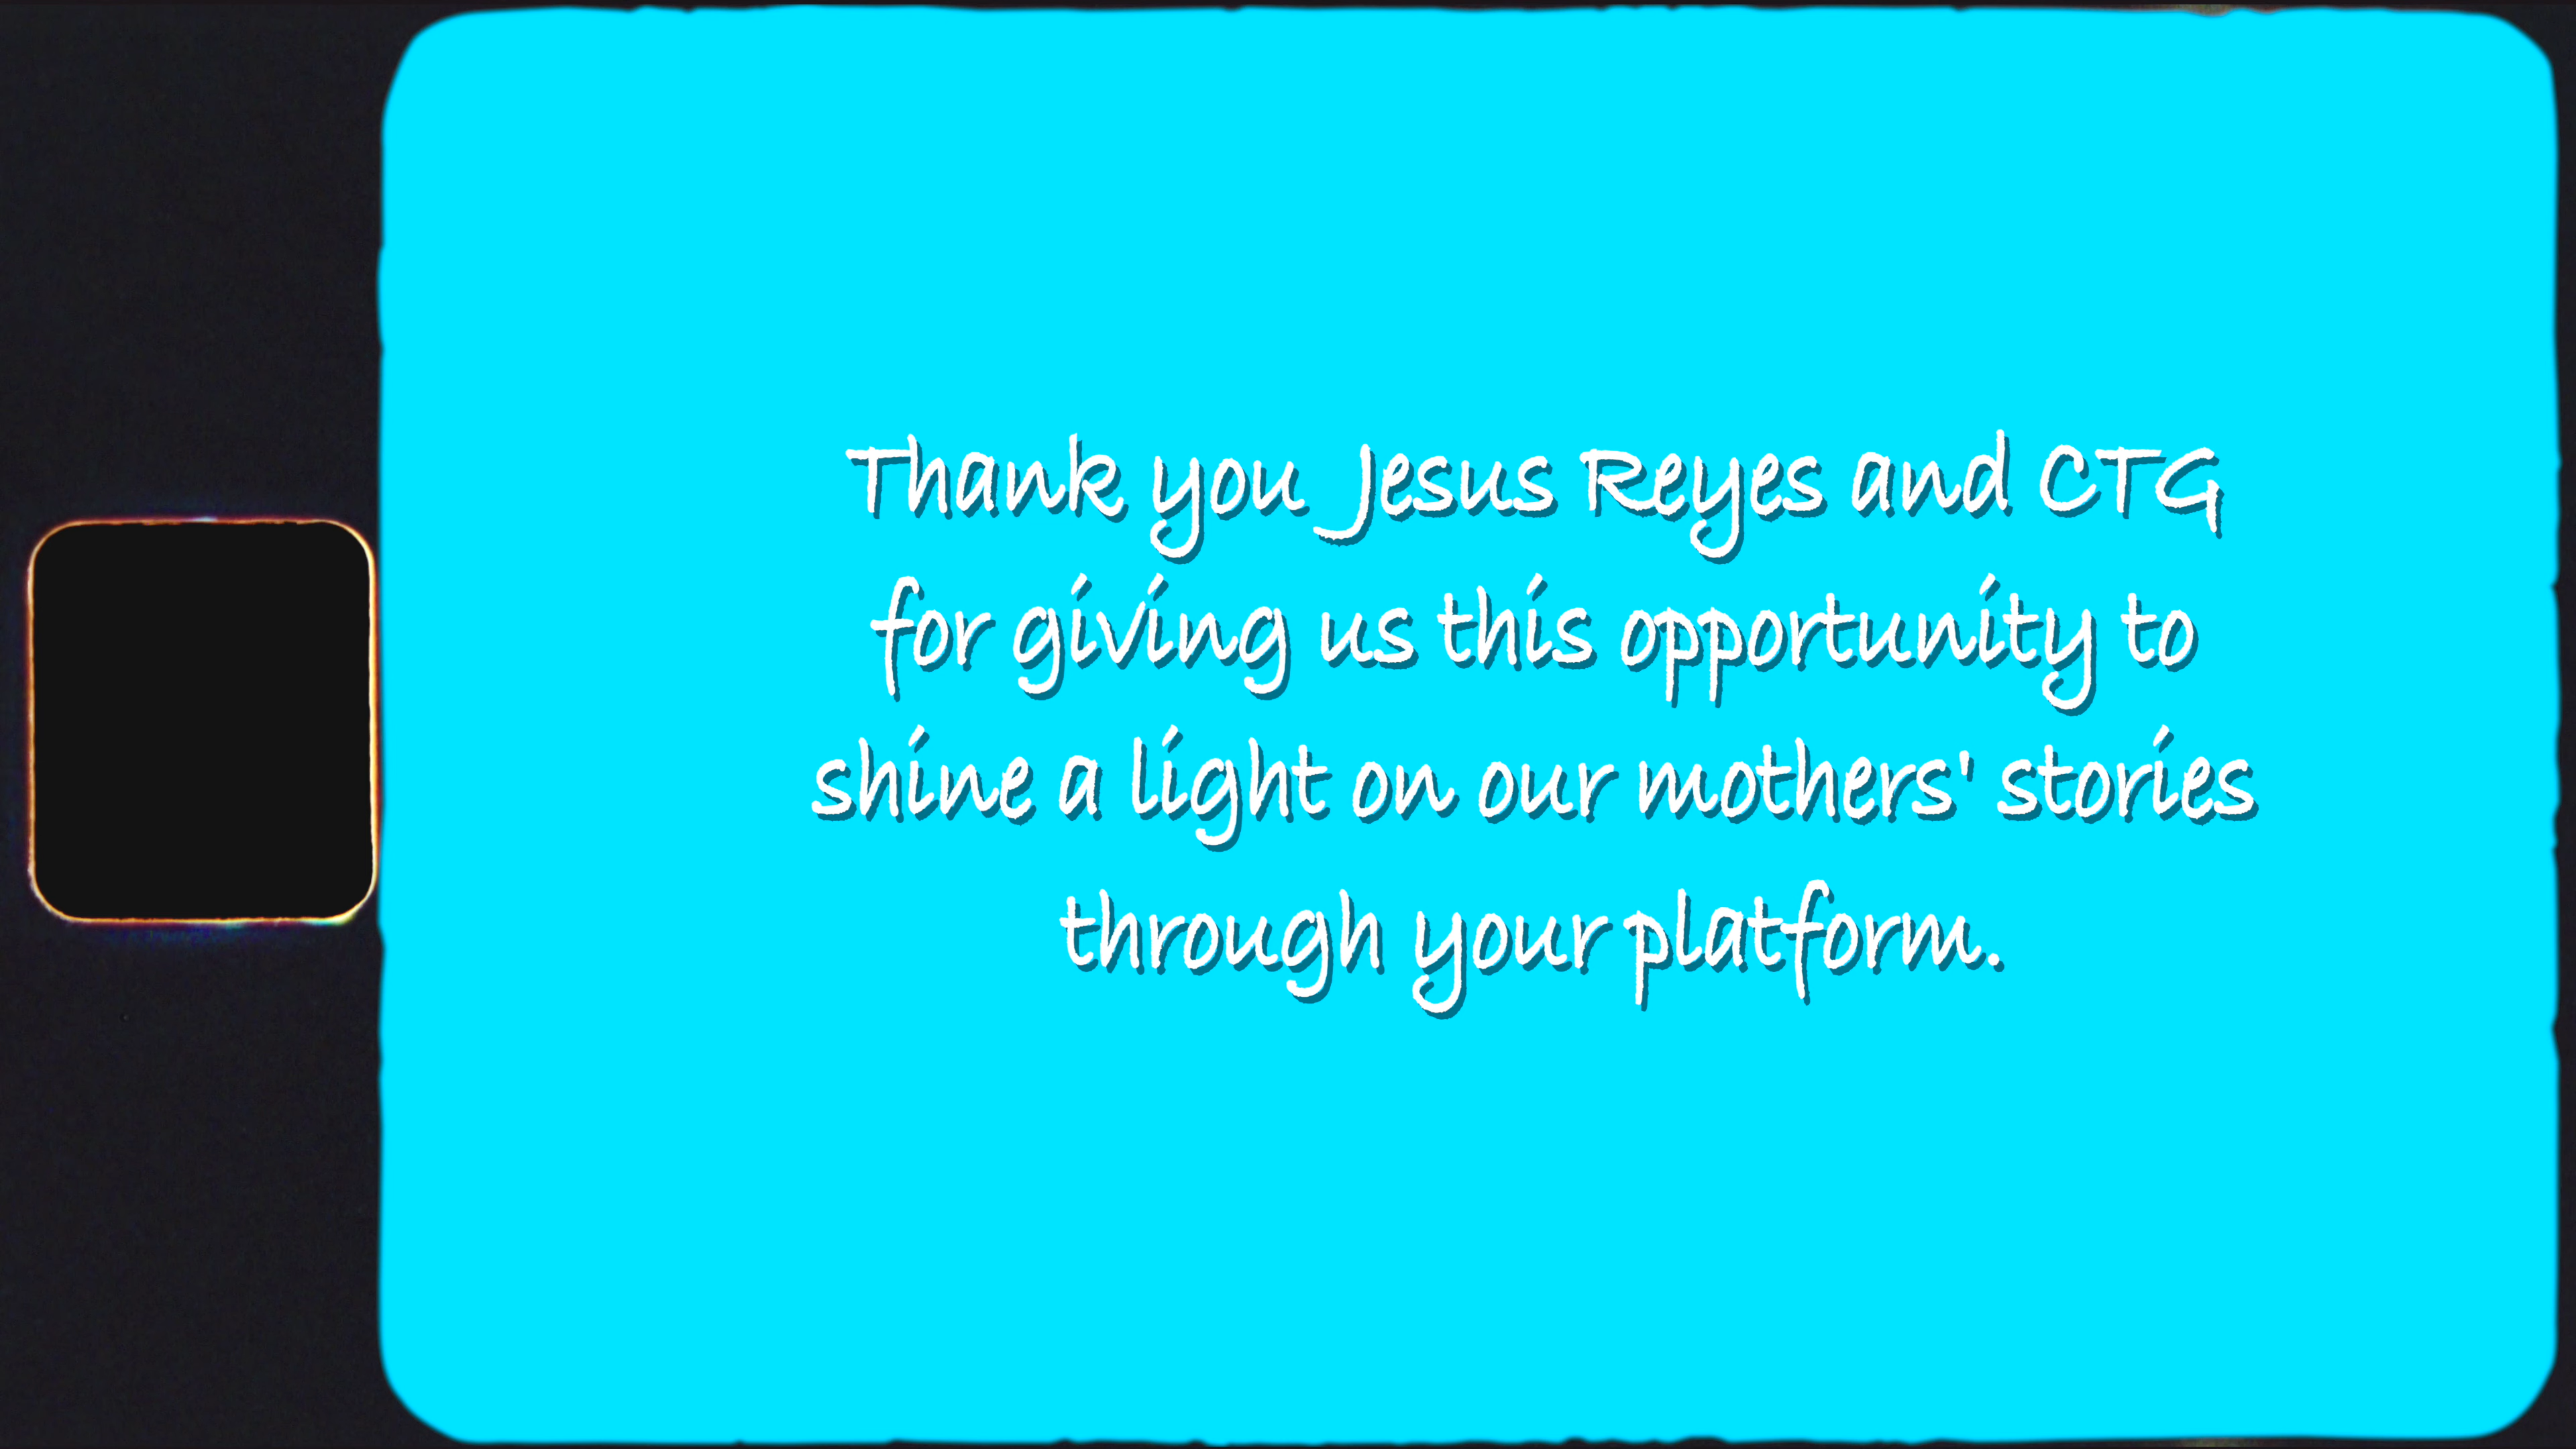 Thank you Jesus Reyes and CTG
for giving us this opportunity to
shine a light on our mothers' stories
through your platform.